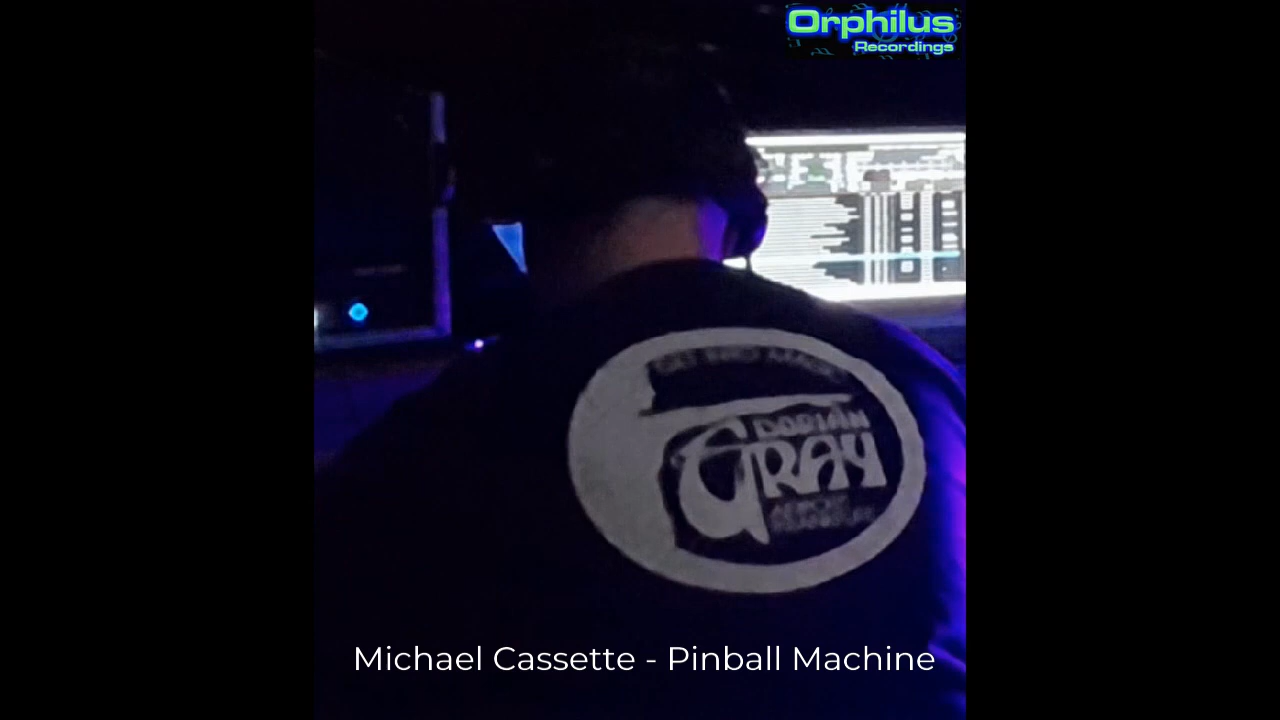 Orphilus
Recordings
DORIAN
GRAY
Michael Cassette - Pinball Machine